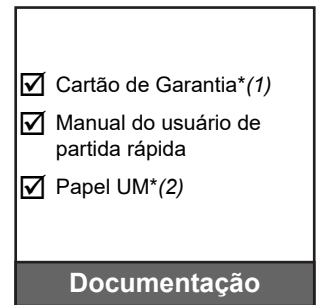 Cartão de Garantia*(1)
Manual do usuário de
partida rápida
Papel UM*(2)
Documentação